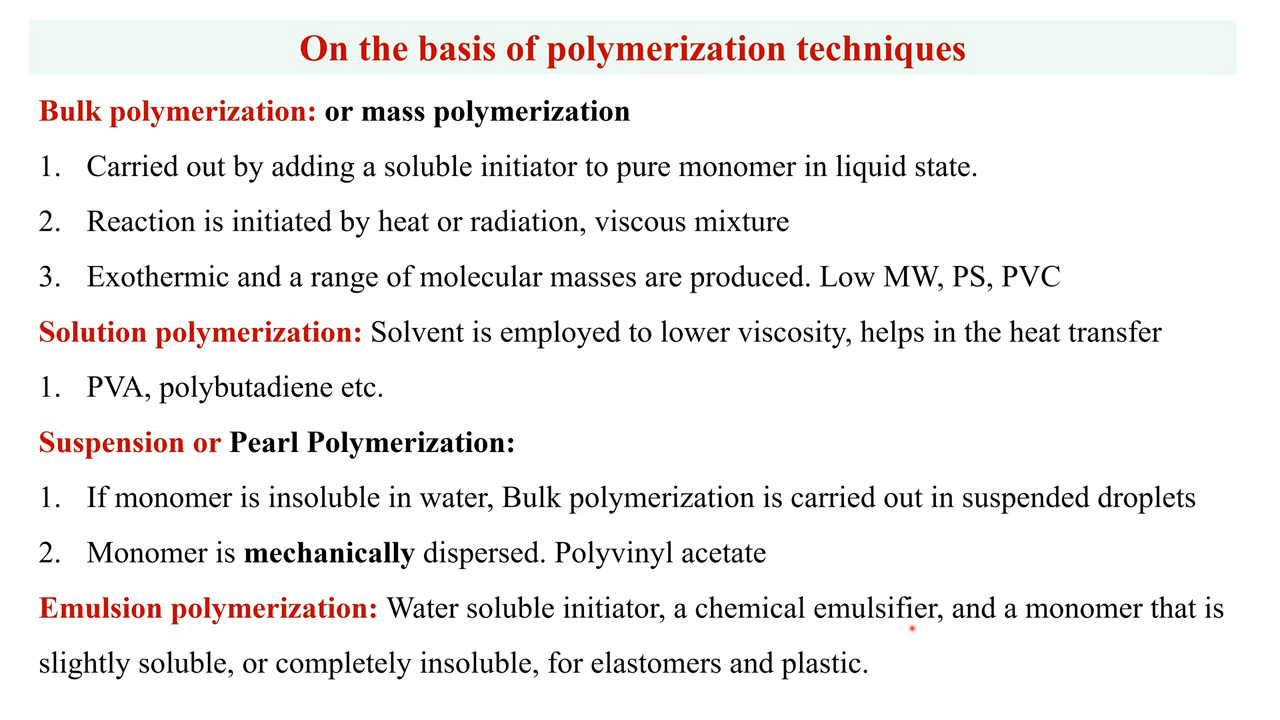 On the basis of polymerization techniques
Bulk polymerization: or mass polymerization
1. Carried out by adding a soluble initiator to pure monomer in liquid state.
2. Reaction is initiated by heat or radiation, viscous mixture
3. Exothermic and a range of molecular masses are produced. Low MW, PS, PVC
Solution polymerization: Solvent is employed to lower viscosity, helps in the heat transfer
1. PVA, polybutadiene etc.
Suspension or Pearl Polymerization:
1. If monomer is insoluble in water, Bulk polymerization is carried out in suspended droplets
2. Monomer is mechanically dispersed. Polyvinyl acetate
Emulsion polymerization: Water soluble initiator, a chemical emulsifier, and a monomer that is
slightly soluble, or completely insoluble, for elastomers and plastic.